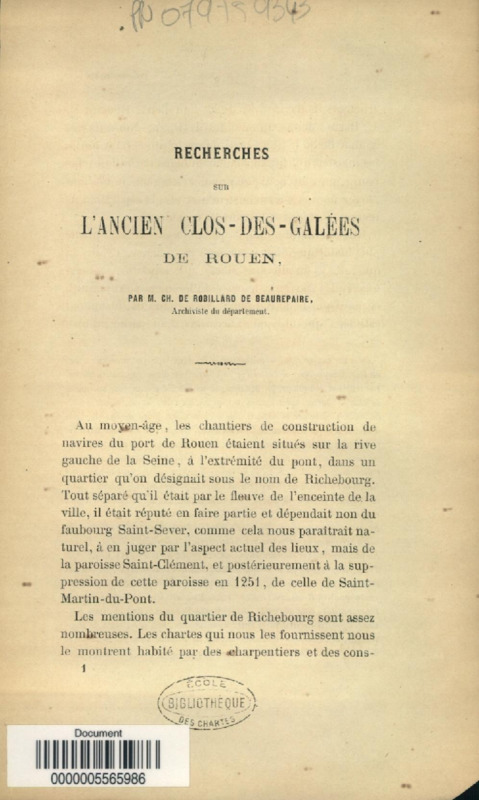 PN 079789343
RECHERCHES
SUR
L'ANCIEN CLOS-DES-GALÉES
DE ROUEN,
PAR M. CH. DE ROBILLARD DE BEAUREPAIRE,
Archiviste du département.
Au moyen-âge, les chantiers de construction de
navires du port de Rouen étaient situés sur la rive
gauche de la Seine, à l'extrémité du pont, dans un
quartier qu'on désignait sous le nom de Richebourg.
Tout séparé qu'il était par le fleuve de l'enceinte de la
ville, il était réputé en faire partie et dépendait non du
faubourg Saint-Sever, comme cela nous paraîtrait na-
turel, à en juger par l'aspect actuel des lieux, mais de
la paroisse Saint-Clément, et postérieurement à la sup-
pression de cette paroisse en 1251, de celle de Saint-
Martin-du-Pont.
Les mentions du quartier de Richebourg sont assez
nombreuses. Les chartes qui nous les fournissent nous
le montrent habité par des charpentiers et des cons-
1
ÉCOLE
BIBLIOTHÈQUE
DES CHARTES
Document
0000005565986